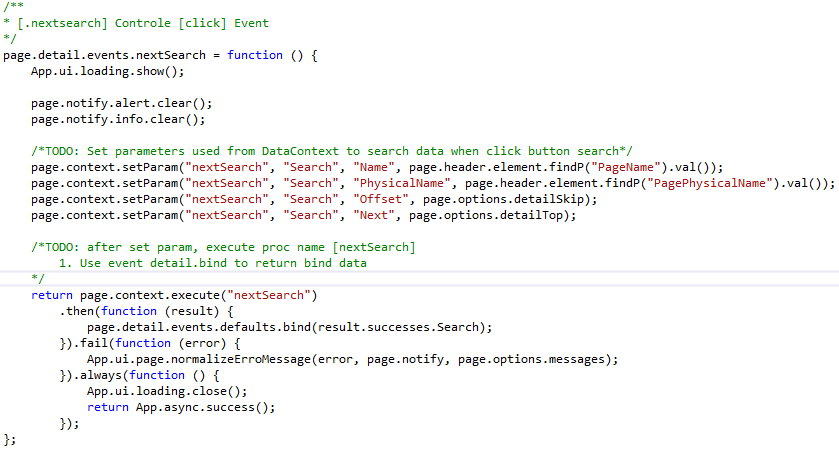 /**
* [.nextsearch] Controle [click] Event
*/
page.detail.events.nextSearch = function () {
    App.ui.loading.show();

    page.notify.alert.clear();
    page.notify.info.clear();

    /*TODO: Set parameters used from DataContext to search data when click button search*/
    page.context.setParam("nextSearch", "Search", "Name", page.header.element.findP("PageName").val());
    page.context.setParam("nextSearch", "Search", "PhysicalName", page.header.element.findP("PagePhysicalName").val());
    page.context.setParam("nextSearch", "Search", "Offset", page.options.detailSkip);
    page.context.setParam("nextSearch", "Search", "Next", page.options.detailTop);

    /*TODO: after set param, execute proc name [nextSearch]
        1. Use event detail.bind to return bind data
    */
    return page.context.execute("nextSearch")
        .then(function (result) {
            page.detail.events.defaults.bind(result.successes.Search);
        }).fail(function (error) {
            App.ui.page.normalizeErroMessage(error, page.notify, page.options.messages);
        }).always(function () {
            App.ui.loading.close();
            return App.async.success();
        });
};